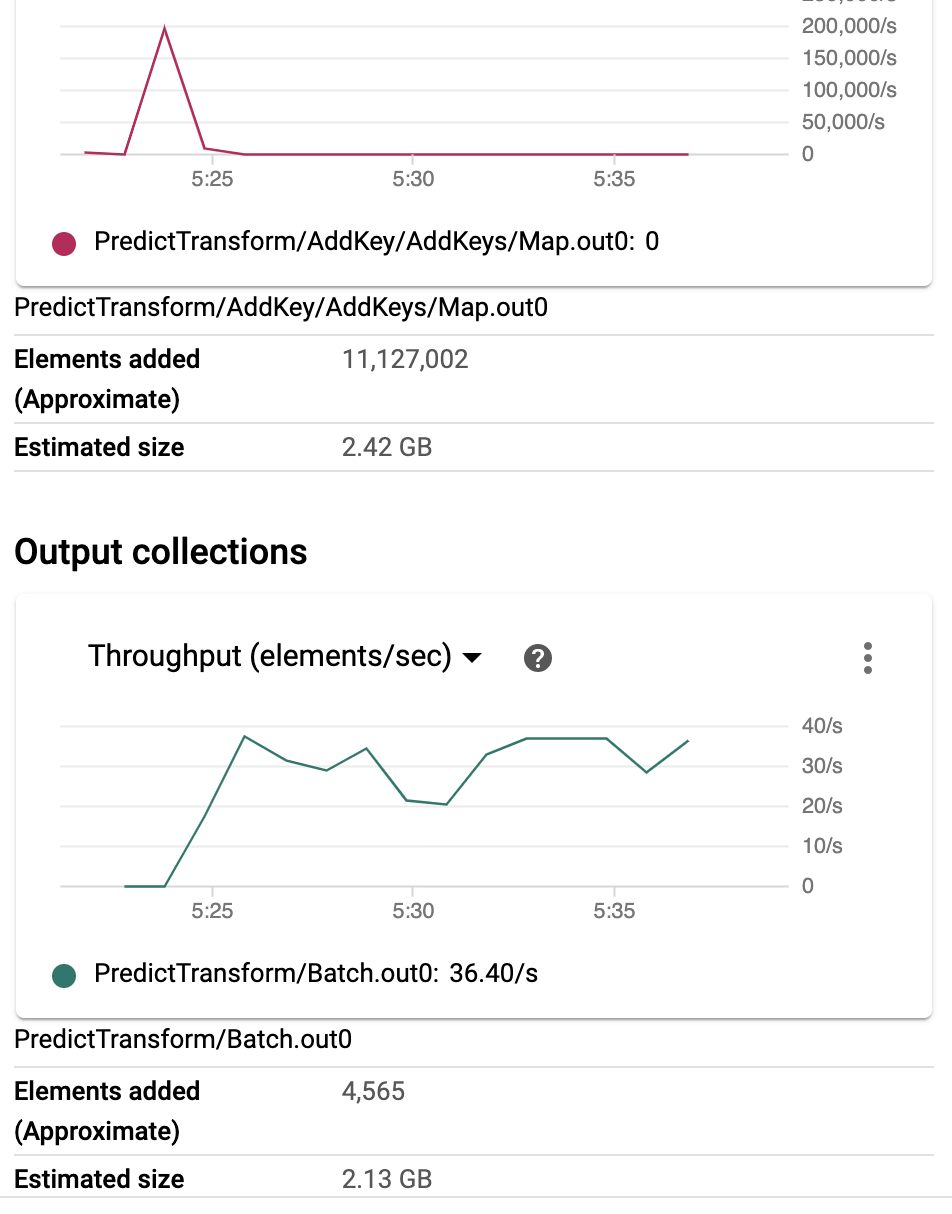 200,000/s
150,000/s
100,000/s
50,000/s
0
5:25 5:30 5:35
PredictTransform/AddKey/AddKeys/Map.out0: 0
PredictTransform/AddKey/AddKeys/Map.out0
Elements added 11,127,002
(Approximate)
Estimated size 2.42 GB
Output collections
Throughput (elements/sec) ?
40/s
30/s
20/s
10/s
0
5:25 5:30 5:35
PredictTransform/Batch.out0: 36.40/s
PredictTransform/Batch.out0
Elements added 4,565
(Approximate)
Estimated size 2.13 GB